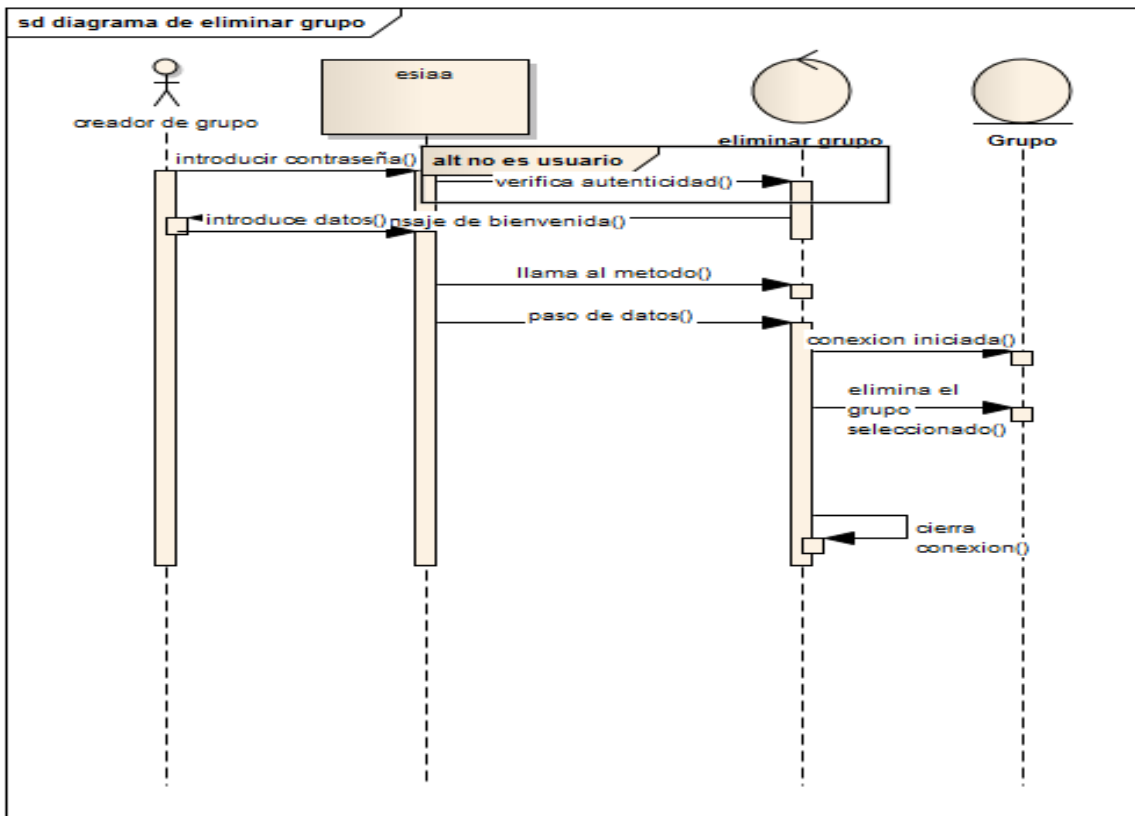 sd diagrama de eliminar grupo
esiaa
creador de grupo
eliminar grupo
Grupo
introducir contraseña()
alt no es usuario
verifica autenticidad()
introduce datos()
nsaje de bienvenida()
llama al metodo()
paso de datos()
conexion iniciada()
elimina el
grupo
seleccionado()
cierra
conexion()